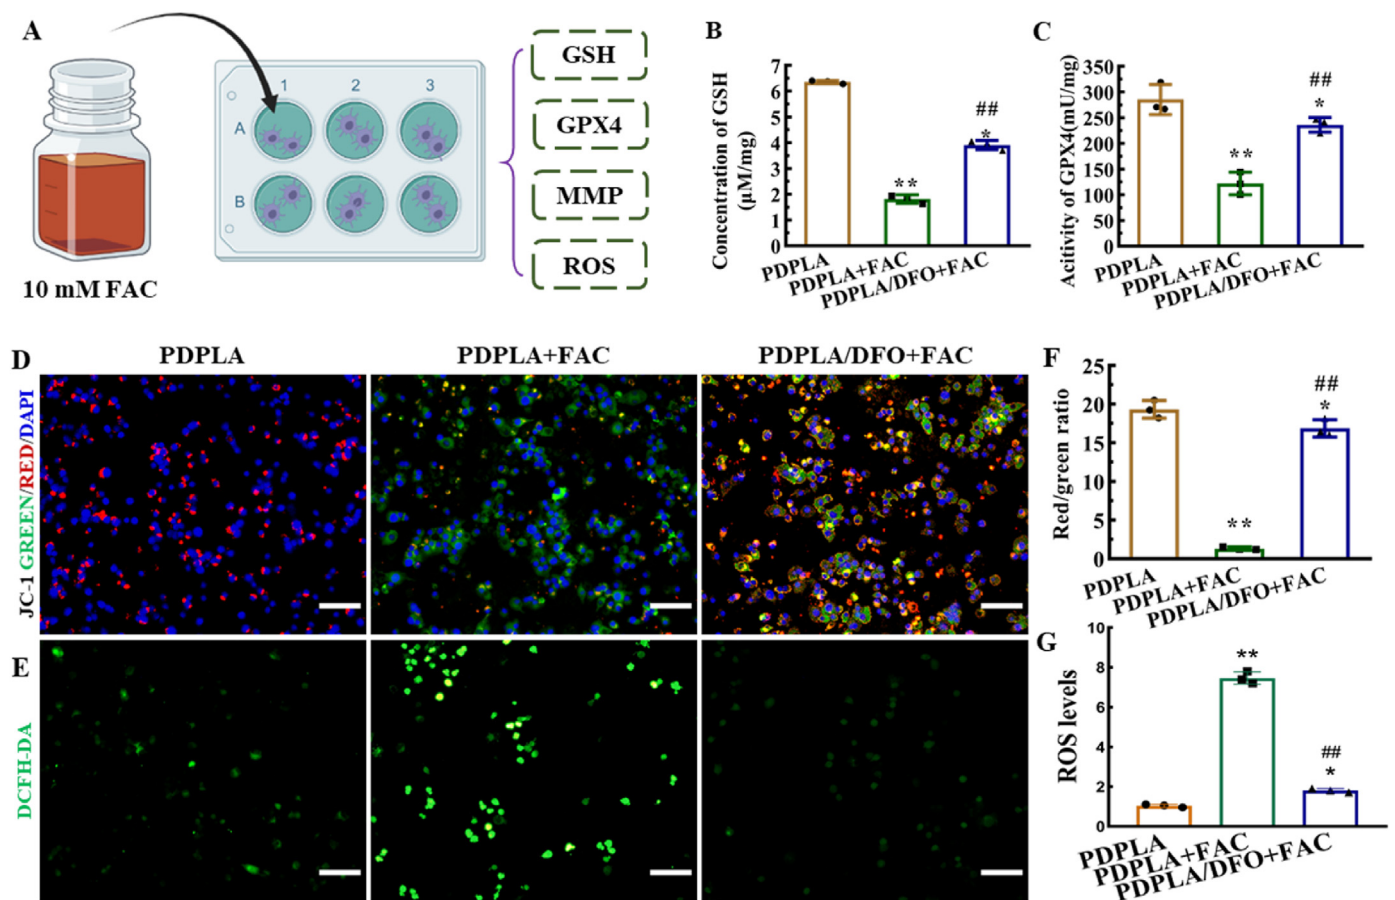 A
1 2 3
A
B
10 mM FAC
GSH
GPX4
MMP
ROS
B
Concentration of GSH
(μM/mg)
7
6
5
4
3
2
1
0
**
##
*
PDPLA
PDPLA+FAC
PDPLA/DFO+FAC
C
Acitivity of GPX4(mU/mg)
350
300
250
200
150
100
50
0
**
##
*
PDPLA
PDPLA+FAC
PDPLA/DFO+FAC
D
PDPLA
PDPLA+FAC
PDPLA/DFO+FAC
JC-1 GREEN/RED/DAPI
E
DCFH-DA
F
Red/green ratio
25
20
15
10
5
0
**
##
*
PDPLA
PDPLA+FAC
PDPLA/DFO+FAC
G
ROS levels
10
8
6
4
2
0
**
##
*
PDPLA
PDPLA+FAC
PDPLA/DFO+FAC